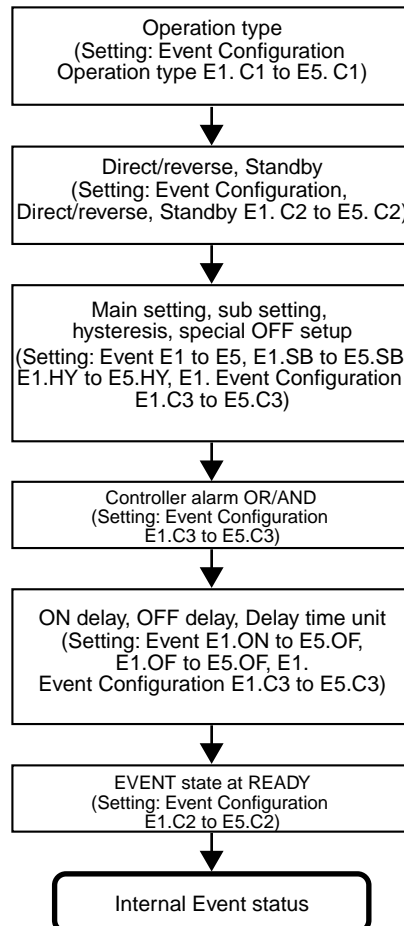 Operation type
(Setting: Event Configuration
Operation type E1. C1 to E5. C1)
Direct/reverse, Standby
(Setting: Event Configuration,
Direct/reverse, Standby E1. C2 to E5. C2)
Main setting, sub setting,
hysteresis, special OFF setup
(Setting: Event E1 to E5, E1.SB to E5.SB
E1.HY to E5.HY, E1. Event Configuration
E1.C3 to E5.C3)
Controller alarm OR/AND
(Setting: Event Configuration
E1.C3 to E5.C3)
ON delay, OFF delay, Delay time unit
(Setting: Event E1.ON to E5.OF,
E1.OF to E5.OF, E1.
Event Configuration E1.C3 to E5.C3)
EVENT state at READY
(Setting: Event Configuration
E1.C2 to E5.C2)
Internal Event status